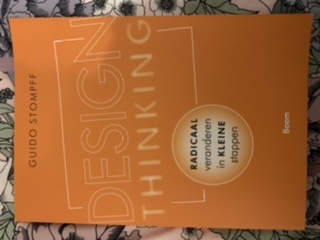 GUIDO STOMPFF
DESIGN
THINKING
RADICAAL
veranderen
in KLEINE
stappen
Boom